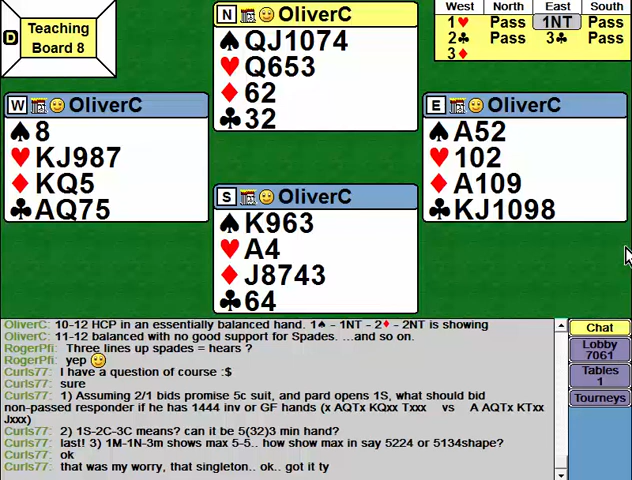 Teaching
Board 8
D
N OliverC
♠ QJ1074
♥ Q653
♦ 62
♣ 32
West North East South
1♥ Pass 1NT Pass
2♣ Pass 3♣ Pass
3♦
W OliverC
♠ 8
♥ KJ987
♦ KQ5
♣ AQ75
E OliverC
♠ A52
♥ 102
♦ A109
♣ KJ1098
S OliverC
♠ K963
♥ A4
♦ J8743
♣ 64
OliverC: 10-12 HCP in an essentially balanced hand. 1♠ - 1NT - 2♦ - 2NT is showing
OliverC: 11-12 balanced with no good support for Spades. ...and so on.
RogerPfi: Three lines up spades = hears ?
RogerPfi: yep
Curls77: I have a question of course :$
Curls77: sure
Curls77: 1) Assuming 2/1 bids promise 5c suit, and pard opens 1S, what should bid
non-passed responder if he has 1444 inv or GF hands (x AQTx KQxx Txxx vs A AQTx KTxx
Jxxx)
Curls77: 2) 1S-2C-3C means? can it be 5(32)3 min hand?
Curls77: last! 3) 1M-1N-3m shows max 5-5.. how show max in say 5224 or 5134shape?
Curls77: ok
Curls77: that was my worry, that singleton.. ok.. got it ty
Chat
Lobby
7061
Tables
1
Tourneys